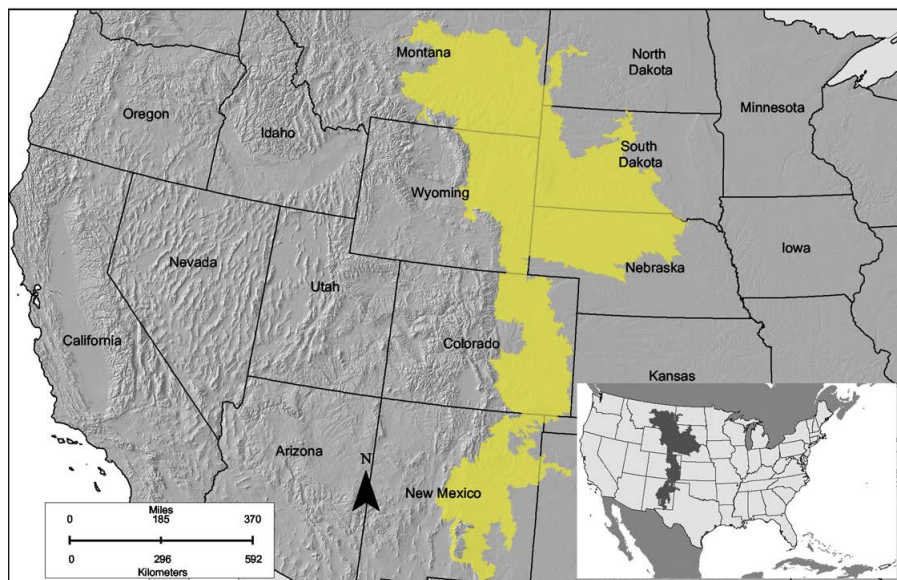 Montana
North
Dakota
Minnesota
Oregon
Idaho
South
Dakota
Wyoming
Iowa
Nevada
Nebraska
Utah
California
Colorado
Kansas
Arizona
N
New Mexico
Miles
0 185 370
0 296 592
Kilometers